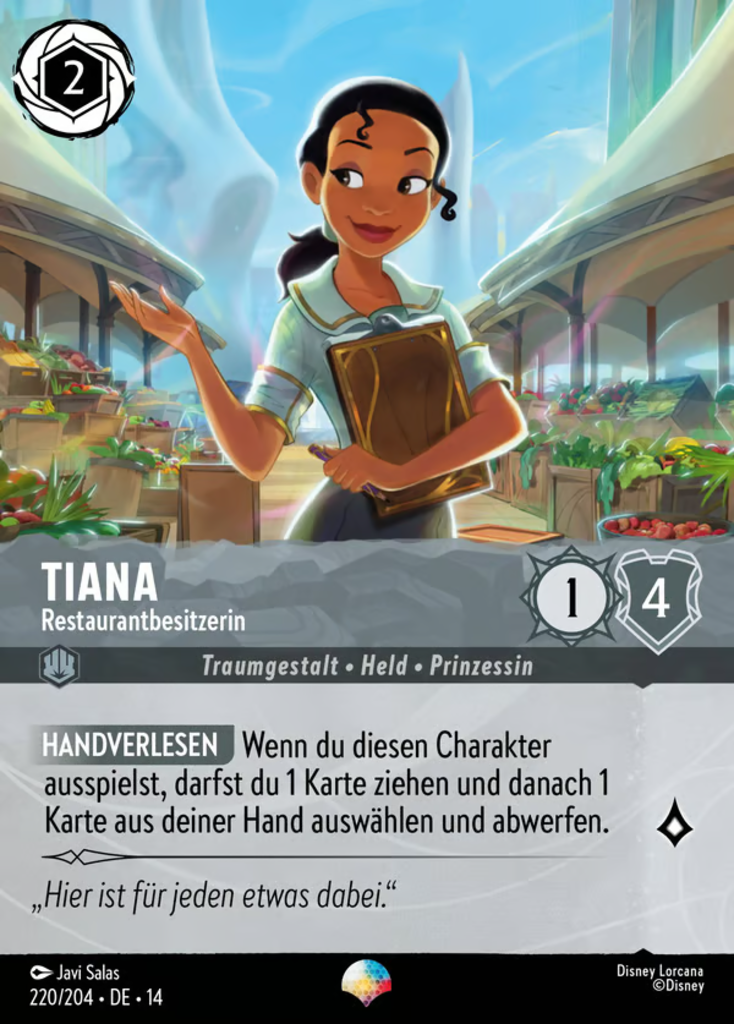 2
TIANA
Restaurantbesitzerin
1
4
Traumgestalt • Held • Prinzessin
HANDVERLESEN Wenn du diesen Charakter
ausspielst, darfst du 1 Karte ziehen und danach 1
Karte aus deiner Hand auswählen und abwerfen.
„Hier ist für jeden etwas dabei.“
Javi Salas
220/204 • DE • 14
Disney Lorcana
©Disney